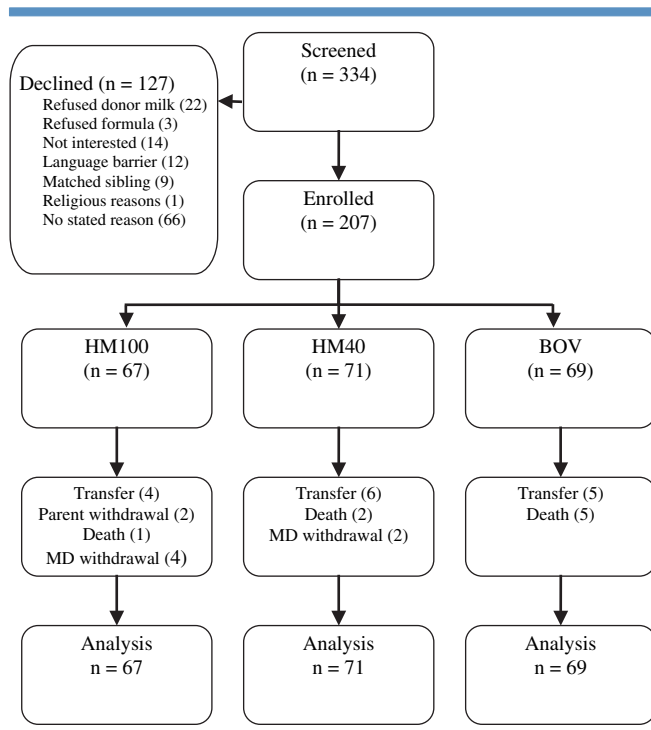 Screened
(n = 334)
Declined (n = 127)
Refused donor milk (22)
Refused formula (3)
Not interested (14)
Language barrier (12)
Matched sibling (9)
Religious reasons (1)
No stated reason (66)
Enrolled
(n = 207)
HM100
(n = 67)
HM40
(n = 71)
BOV
(n = 69)
Transfer (4)
Parent withdrawal (2)
Death (1)
MD withdrawal (4)
Transfer (6)
Death (2)
MD withdrawal (2)
Transfer (5)
Death (5)
Analysis
n = 67
Analysis
n = 71
Analysis
n = 69